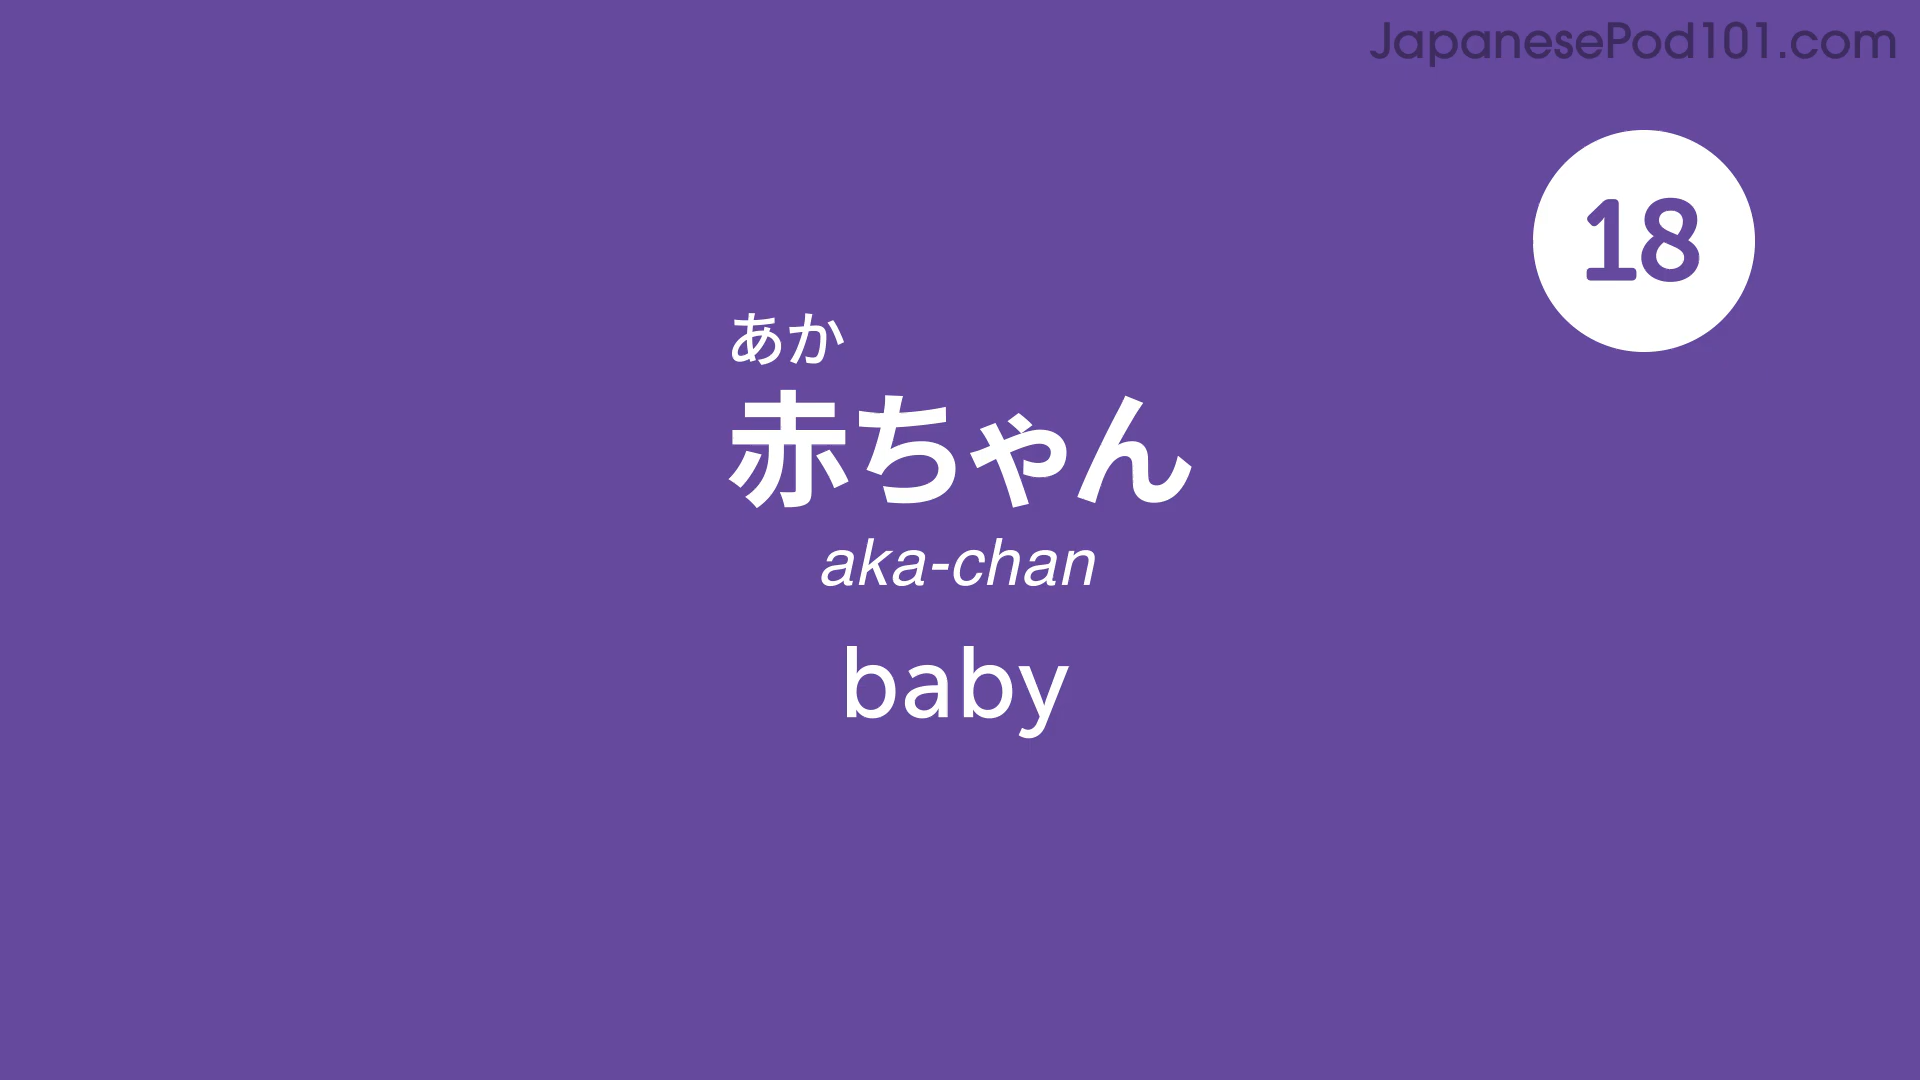 JapanesePod101.com
18
あか
赤ちゃん
aka-chan
baby